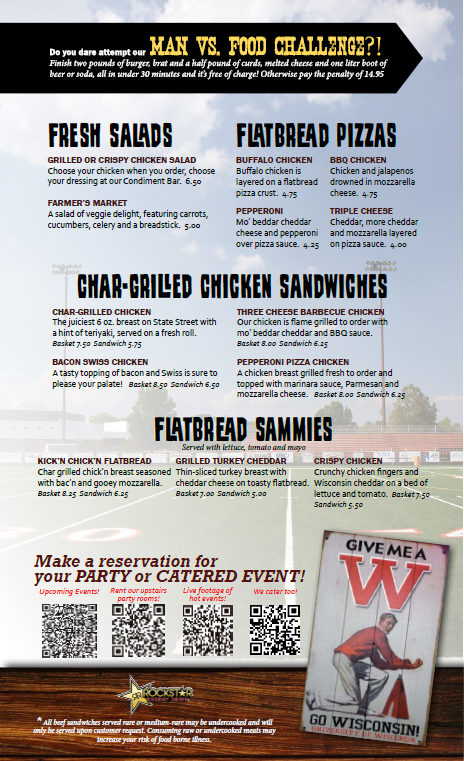 Do you dare attempt our MAN VS. FOOD CHALLENGE?!
Finish two pounds of burger, brat and a half pound of curds, melted cheese and one liter boot of
beer or soda, all in under 30 minutes and it's free of charge! Otherwise pay the penalty of 14.95
FRESH SALADS
GRILLED OR CRISPY CHICKEN SALAD
Choose your chicken when you order, choose
your dressing at our Condiment Bar. 6.50
FARMER'S MARKET
A salad of veggie delight, featuring carrots,
cucumbers, celery and a breadstick. 5.00
FLATBREAD PIZZAS
BUFFALO CHICKEN
Buffalo chicken is
layered on a flatbread
pizza crust. 4.75
BBQ CHICKEN
Chicken and jalapenos
drowned in mozzarella
cheese. 4.75
PEPPERONI
Mo' beddar cheddar
cheese and pepperoni
over pizza sauce. 4.25
TRIPLE CHEESE
Cheddar, more cheddar
and mozzarella layered
on pizza sauce. 4.00
CHAR-GRILLED CHICKEN SANDWICHES
CHAR-GRILLED CHICKEN
The juiciest 6 oz. breast on State Street with
a hint of teriyaki, served on a fresh roll.
Basket 7.50 Sandwich 5.75
BACON SWISS CHICKEN
A tasty topping of bacon and Swiss is sure to
please your palate! Basket 8.50 Sandwich 6.50
THREE CHEESE BARBECUE CHICKEN
Our chicken is flame grilled to order with
mo' beddar cheddar and BBQ sauce.
Basket 8.00 Sandwich 6.25
PEPPERONI PIZZA CHICKEN
A chicken breast grilled fresh to order and
topped with marinara sauce, Parmesan and
mozzarella cheese. Basket 8.00 Sandwich 6.25
FLATBREAD SAMMIES
Served with lettuce, tomato and mayo
KICK'N CHICK'N FLATBREAD
Char grilled chick'n breast seasoned
with bac'n and gooey mozzarella.
Basket 8.25 Sandwich 6.25
GRILLED TURKEY CHEDDAR
Thin-sliced turkey breast with
cheddar cheese on toasty flatbread.
Basket 7.00 Sandwich 5.00
CRISPY CHICKEN
Crunchy chicken fingers and
Wisconsin cheddar on a bed of
lettuce and tomato. Basket 7.50
Sandwich 5.50
Make a reservation for
your PARTY or CATERED EVENT!
Upcoming Events!
Rent our upstairs
party rooms!
Live footage of
hot events!
We cater too!
GIVE ME A
W
GO WISCONSIN!
UNIVERSITY OF WISCONSIN
ROCKSTAR
* All beef sandwiches served rare or medium-rare may be undercooked and will
only be served upon customer request. Consuming raw or undercooked meals may
increase your risk of food borne illness.